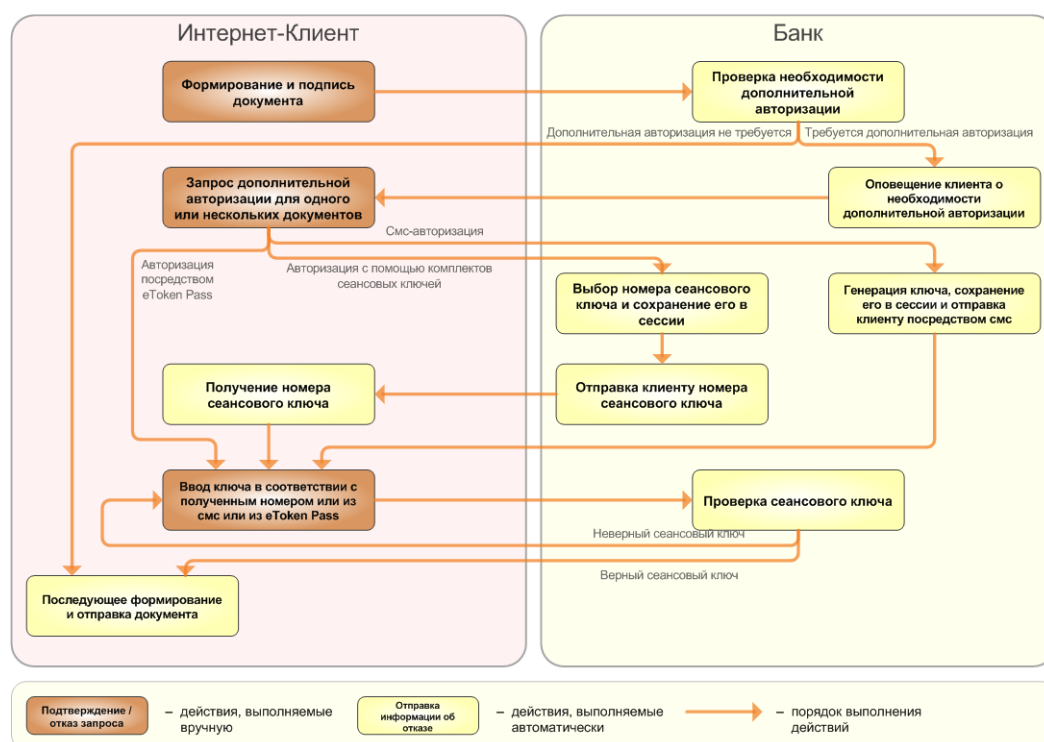 Интернет-Клиент
Банк
Формирование и подпись
документа
Проверка необходимости
дополнительной
авторизации
Дополнительная авторизация не требуется
Требуется дополнительная авторизация
Запрос дополнительной
авторизации для одного
или нескольких документов
Оповещение клиента о
необходимости
дополнительной авторизации
Смс-авторизация
Авторизация
посредством
eToken Pass
Авторизация с помощью комплектов
сеансовых ключей
Выбор номера сеансового
ключа и сохранение его в
сессии
Генерация ключа, сохранение
его в сессии и отправка
клиенту посредством смс
Получение номера
сеансового ключа
Отправка клиенту номера
сеансового ключа
Ввод ключа в соответствии с
полученным номером или из
смс или из eToken Pass
Проверка сеансового ключа
Неверный сеансовый ключ
Верный сеансовый ключ
Последующее формирование
и отправка документа
Подтверждение /
отказ запроса
– действия, выполняемые
вручную
Отправка
информации об
отказе
– действия, выполняемые
автоматически
– порядок выполнения
действий